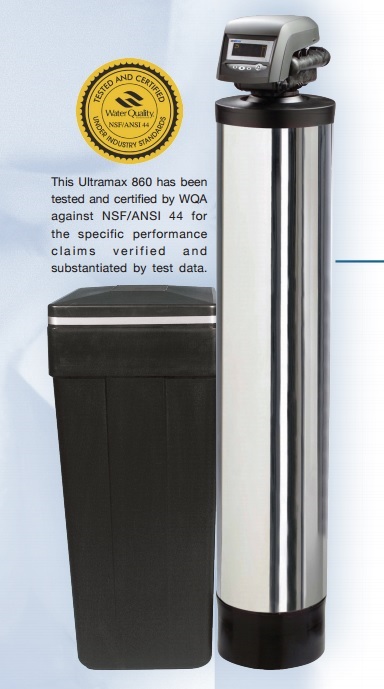 TESTED AND CERTIFIED
Water Quality
NSF/ANSI 44
UNDER INDUSTRY STANDARDS
This Ultramax 860 has been
tested and certified by WQA
against NSF/ANSI 44 for
the specific performance
claims verified and
substantiated by test data.